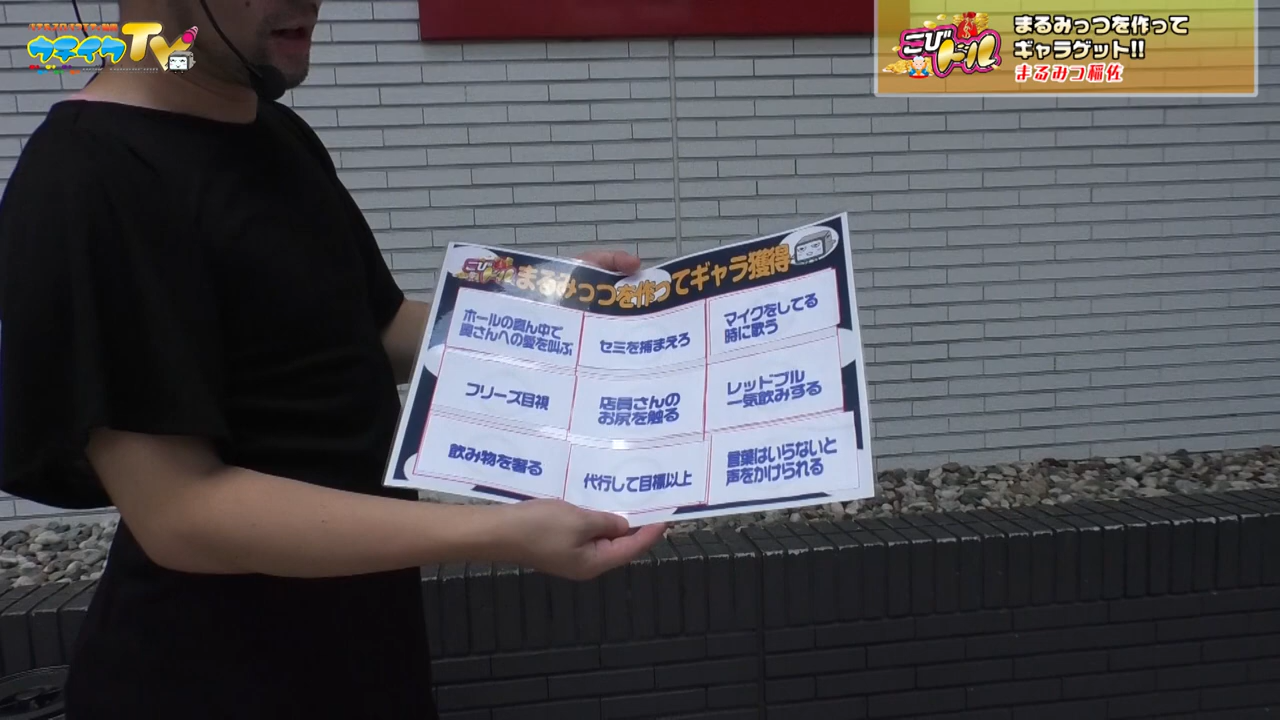 ウチイクTV
こびドル
まるみっつを作って
ギャラゲット!!
まるみつ稲佐
こびドル
まるみっつを作ってギャラ獲得
ホールの真ん中で
奥さんへの愛を叫ぶ
セミを捕まえろ
マイクをしてる
時に歌う
フリーズ目視
店員さんの
お尻を触る
レッドブル
一気飲みする
飲み物を奢る
代行して目標以上
言葉はいらないと
声をかけられる